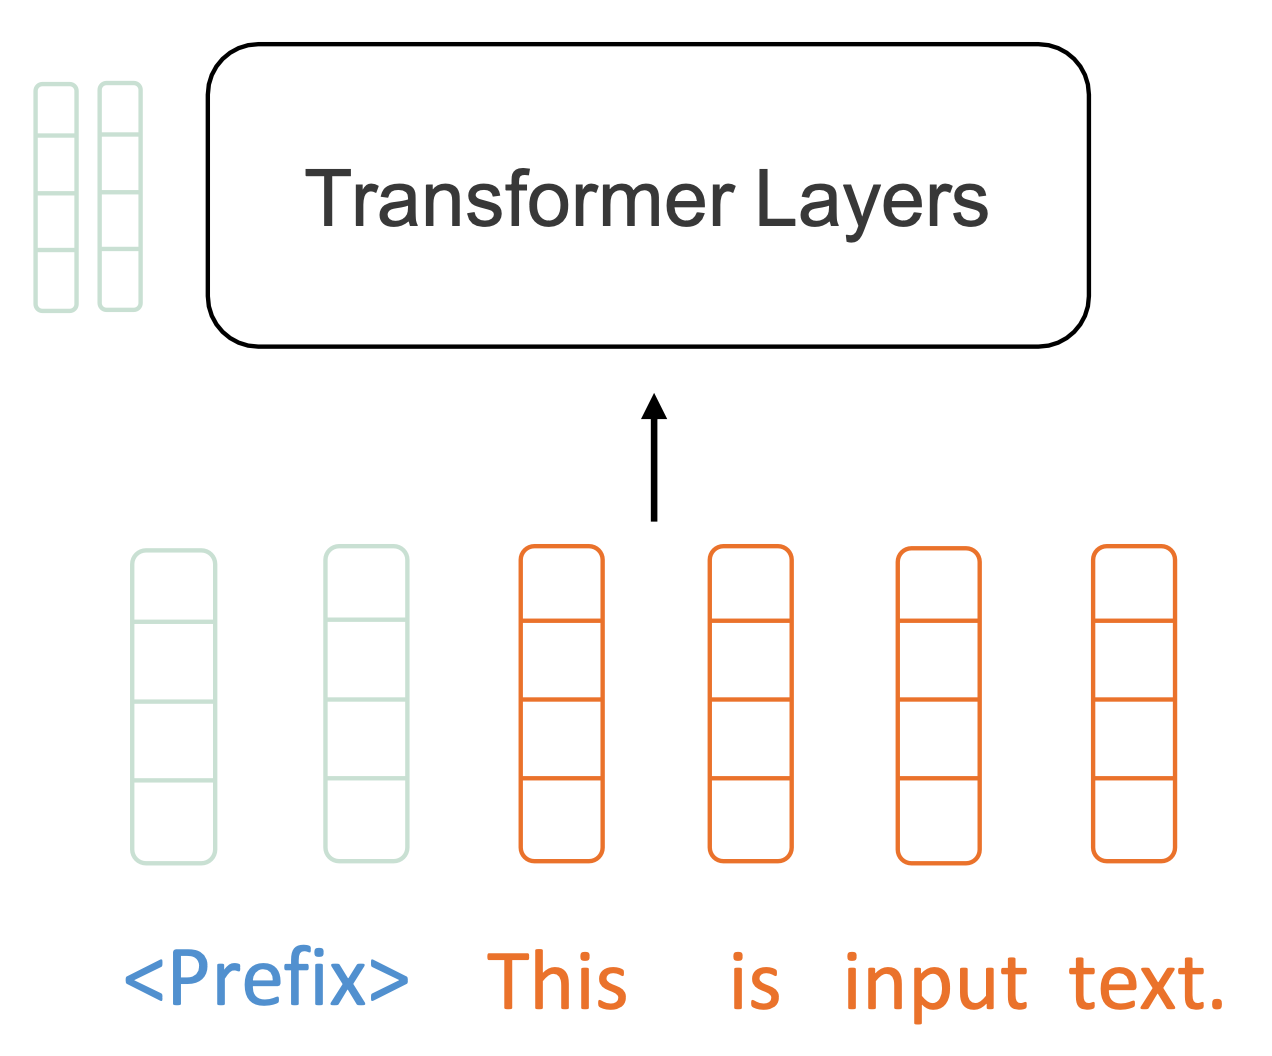 Transformer Layers
<Prefix> This is input text.